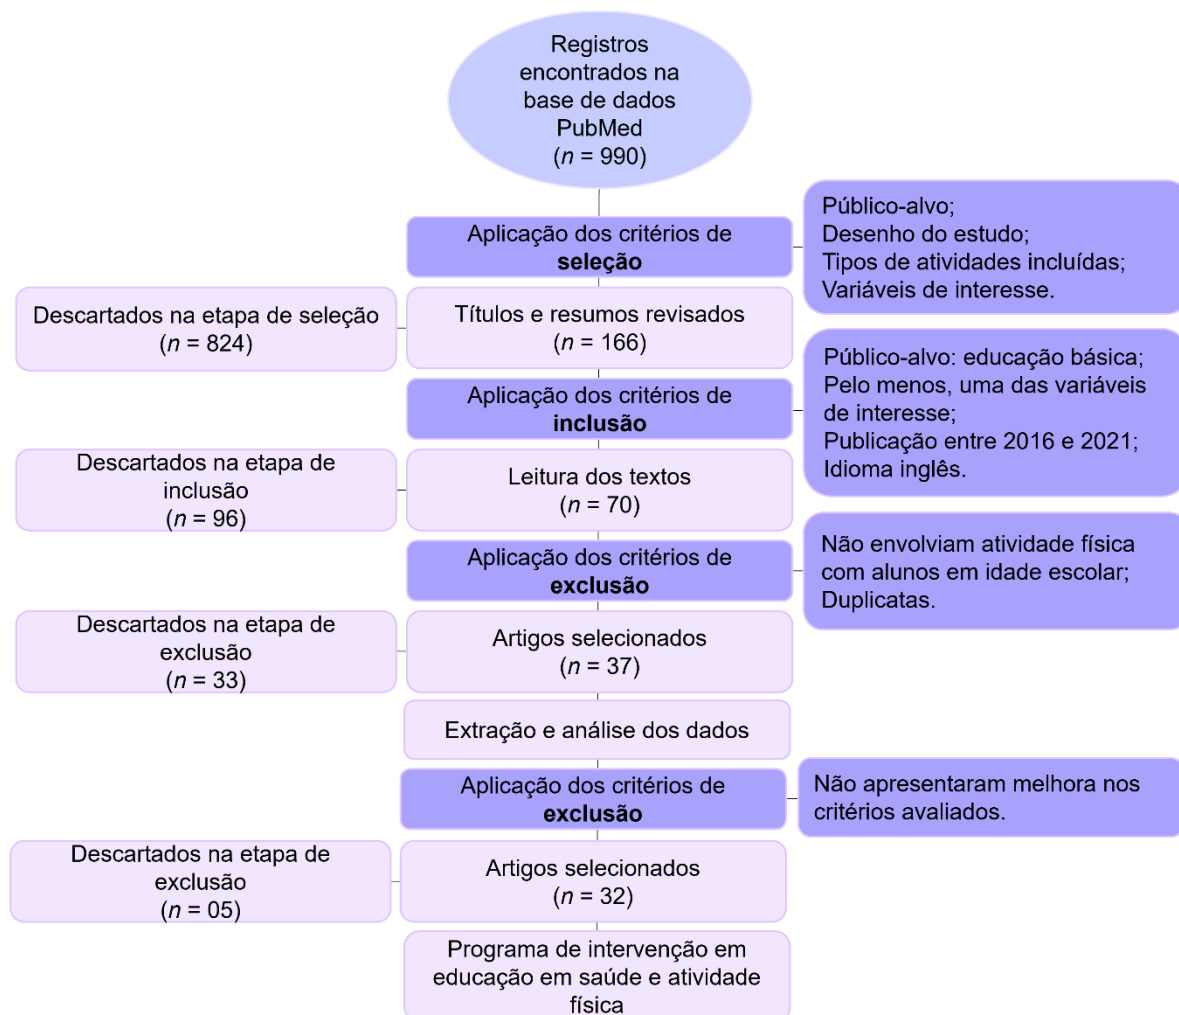 Registros
encontrados na
base de dados
PubMed
(n = 990)
Aplicação dos critérios de
seleção
Público-alvo;
Desenho do estudo;
Tipos de atividades incluídas;
Variáveis de interesse.
Descartados na etapa de seleção
(n = 824)
Títulos e resumos revisados
(n = 166)
Aplicação dos critérios de
inclusão
Público-alvo: educação básica;
Pelo menos, uma das variáveis
de interesse;
Publicação entre 2016 e 2021;
Idioma inglês.
Descartados na etapa de
inclusão
(n = 96)
Leitura dos textos
(n = 70)
Aplicação dos critérios de
exclusão
Não envolviam atividade física
com alunos em idade escolar;
Duplicatas.
Descartados na etapa de
exclusão
(n = 33)
Artigos selecionados
(n = 37)
Extração e análise dos dados
Aplicação dos critérios de
exclusão
Não apresentaram melhora nos
critérios avaliados.
Descartados na etapa de
exclusão
(n = 05)
Artigos selecionados
(n = 32)
Programa de intervenção em
educação em saúde e atividade
física